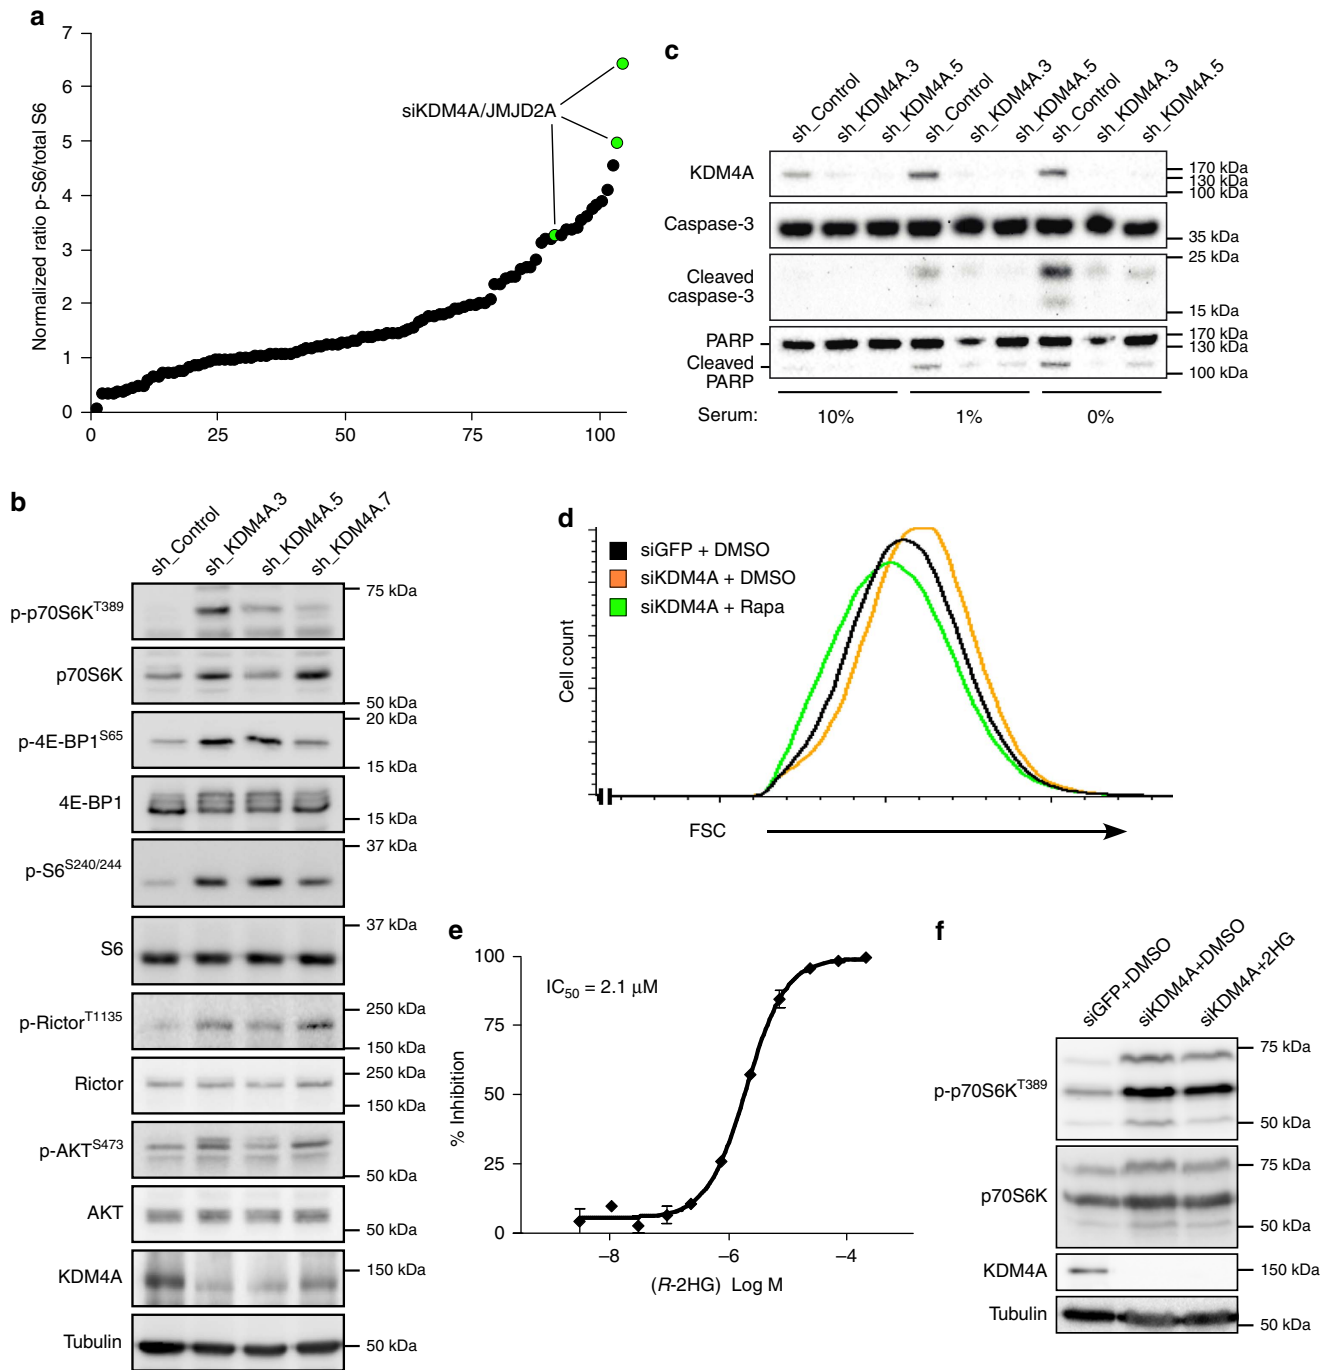 a
7
6
5
4
3
2
1
0
Normalized ratio p-S6/total S6
siKDM4A/JMJD2A
0
25
50
75
100
c
sh_Control
sh_KDM4A.3
sh_KDM4A.5
sh_Control
sh_KDM4A.3
sh_KDM4A.5
sh_Control
sh_KDM4A.3
sh_KDM4A.5
KDM4A
170 kDa
130 kDa
100 kDa
Caspase-3
35 kDa
25 kDa
Cleaved
caspase-3
15 kDa
PARP
170 kDa
130 kDa
Cleaved
PARP
100 kDa
Serum:
10%
1%
0%
b
sh_Control
sh_KDM4A.3
sh_KDM4A.5
sh_KDM4A.7
p-p70S6K^T389
75 kDa
p70S6K
50 kDa
p-4E-BP1^S65
20 kDa
15 kDa
4E-BP1
15 kDa
p-S6^S240/244
37 kDa
S6
37 kDa
p-Rictor^T1135
250 kDa
150 kDa
Rictor
250 kDa
150 kDa
p-AKT^S473
50 kDa
AKT
50 kDa
KDM4A
150 kDa
Tubulin
50 kDa
d
siGFP + DMSO
siKDM4A + DMSO
siKDM4A + Rapa
Cell count
FSC
e
100
75
50
25
0
% Inhibition
IC50 = 2.1 µM
–8
–6
–4
(R-2HG) Log M
f
siGFP+DMSO
siKDM4A+DMSO
siKDM4A+2HG
p-p70S6K^T389
75 kDa
50 kDa
p70S6K
75 kDa
50 kDa
KDM4A
150 kDa
Tubulin
50 kDa